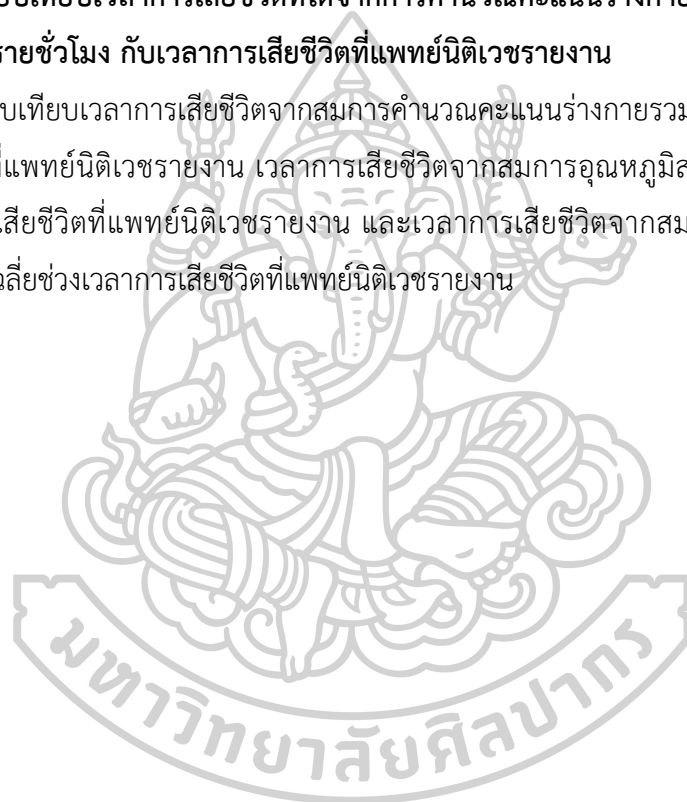 เทียบเวลาการเสียชีวิตที่ได้จากการคำนวณคะแนนร่างกาย
รายชั่วโมง กับเวลาการเสียชีวิตที่แพทย์นิติเวชรายงาน
บเทียบเวลาการเสียชีวิตจากสมการคำนวณคะแนนร่างกายรวม
ที่แพทย์นิติเวชรายงาน เวลาการเสียชีวิตจากสมการอุณหภูมิส
เสียชีวิตที่แพทย์นิติเวชรายงาน และเวลาการเสียชีวิตจากสม
ลี่ยช่วงเวลาการเสียชีวิตที่แพทย์นิติเวชรายงาน
มหาวิทยาลัยศิลปากร